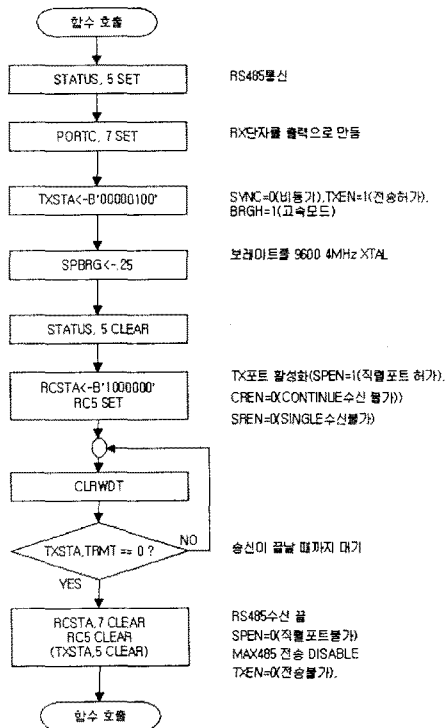 함수 호출
STATUS, 5 SET
RS485통신
PORTC, 7 SET
RX단자를 출력으로 만듬
TXSTA<-B'00000100'
SYNC=0(비동기),TXEN=1(전송허가),
BRGH=1(고속모드)
SPBRG<-.25
보레이트를 9600 4MHz XTAL
STATUS, 5 CLEAR
RCSTA<-B'1000000'
RC5 SET
TX포트 활성화(SPEN=1(직렬포트 허가),
CREN=0(CONTINUE수신 불가))
SREN=0(SINGLE수신불가)
CLRWDT
TXSTA,TRMT == 0 ?
NO
송신이 끝날 때까지 대기
YES
RCSTA,7 CLEAR
RC5 CLEAR
(TXSTA,5 CLEAR)
RS485수신 끝
SPEN=0(직렬포트불가)
MAX485 전송 DISABLE
TXEN=0(전송불가),
함수 호출